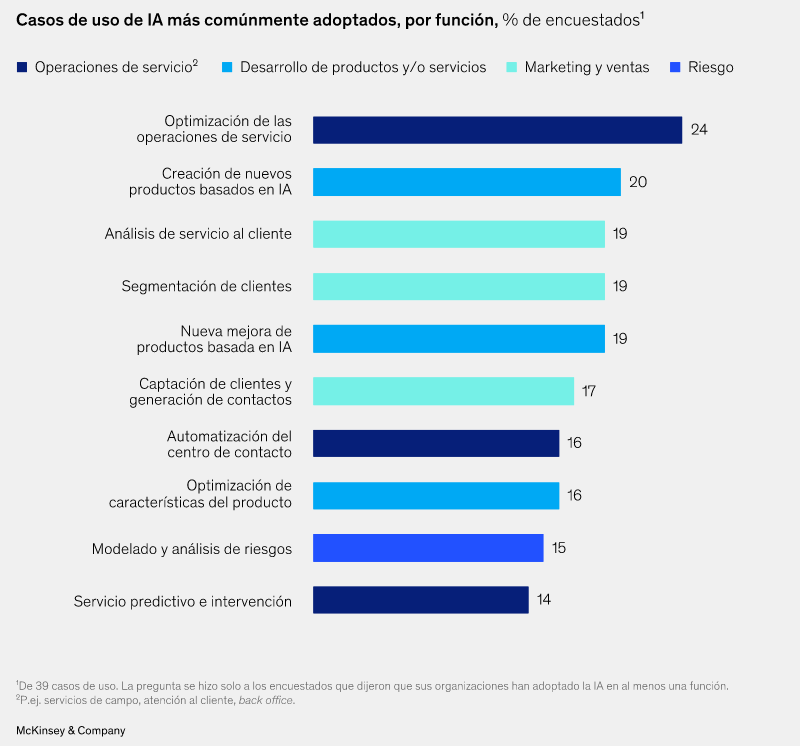 Casos de uso de IA más comúnmente adoptados, por función, % de encuestados¹
Operaciones de servicio² Desarrollo de productos y/o servicios Marketing y ventas Riesgo
Optimización de las
operaciones de servicio
24
Creación de nuevos
productos basados en IA
20
Análisis de servicio al cliente
19
Segmentación de clientes
19
Nueva mejora de
productos basada en IA
19
Captación de clientes y
generación de contactos
17
Automatización del
centro de contacto
16
Optimización de
características del producto
16
Modelado y análisis de riesgos
15
Servicio predictivo e intervención
14
¹De 39 casos de uso. La pregunta se hizo solo a los encuestados que dijeron que sus organizaciones han adoptado la IA en al menos una función.
²P.ej. servicios de campo, atención al cliente, back office.
McKinsey & Company